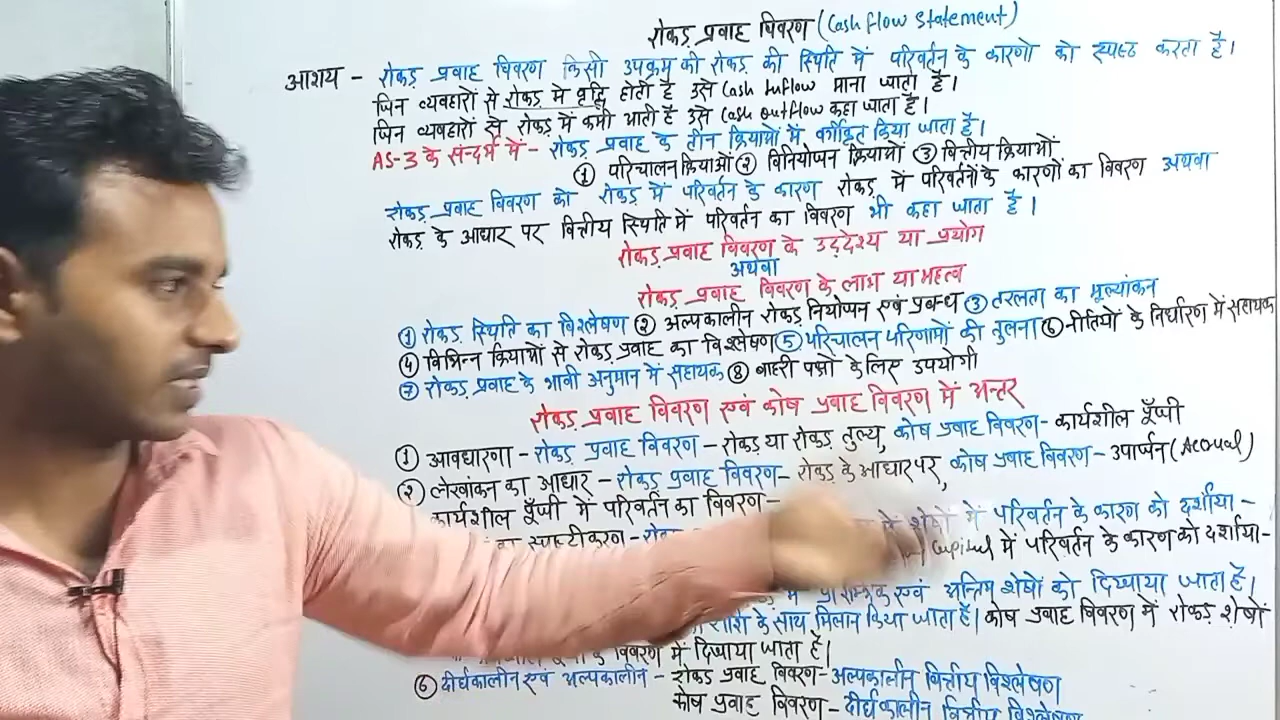 रोकड़ प्रवाह विवरण (Cash flow Statement)
आशय - रोकड़ प्रवाह विवरण किसी उपक्रम की रोकड़ की स्थिति में परिवर्तन के कारणो को स्पष्ट करता है।
जिन व्यवहारों से रोकड़ में वृद्धि होती है उसे Cash Inflow माना जाता है।
जिन व्यवहारों से रोकड़ में कमी आती है उसे Cash outflow कहा जाता है।
AS-3 के संदर्भ में - रोकड़ प्रवाह के तीन क्रियाओं में वर्गीकृत किया जाता है।
① परिचालन क्रियाओं ② विनियोजन क्रियाओं ③ वित्तीय क्रियाओं
रोकड़ प्रवाह विवरण को रोकड़ में परिवर्तन के कारण रोकड़ में परिवर्तनों के कारणों का विवरण अथवा
रोकड़ के आधार पर वित्तीय स्थिति में परिवर्तन का विवरण भी कहा जाता है।
रोकड़ प्रवाह विवरण के उद्देश्य या प्रयोग
अथवा
रोकड़ प्रवाह विवरण के लाभ या महत्व
① रोकड़ स्थिति का विश्लेषण ② अल्पकालीन रोकड़ नियोजन एवं प्रबन्ध ③ तरलता का मूल्यांकन
④ विभिन्न क्रियाओं से रोकड़ प्रवाह का विश्लेषण ⑤ परिचालन परिणामों की तुलना ⑥ नीतियों के निर्धारण में सहायक
⑦ रोकड़ प्रवाह के भावी अनुमान में सहायक ⑧ बाहरी पक्षो के लिए उपयोगी
रोकड़ प्रवाह विवरण एवं कोष प्रवाह विवरण में अन्तर
① अवधारणा - रोकड़ प्रवाह विवरण - रोकड़ या रोकड़ तुल्य, कोष प्रवाह विवरण - कार्यशील पूँजी
② लेखांकन का आधार - रोकड़ प्रवाह विवरण - रोकड़ के आधार पर, कोष प्रवाह विवरण - उपार्जन (Accrual)
कार्यशील पूँजी में परिवर्तन का विवरण -
स्पष्टीकरण - में परिवर्तन के कारण को दर्शाया -
Capital में परिवर्तन के कारण को दर्शाया -
एवं अन्तिम शेषों को दिखाया जाता है।
के साथ मिलान किया जाता है। कोष प्रवाह विवरण में रोकड़ शेषों
विवरण में दिखाया जाता है।
⑥ दीर्घकालीन एवं अल्पकालीन - रोकड़ प्रवाह विवरण - अल्पकालीन वित्तीय विश्लेषण
कोष प्रवाह विवरण - दीर्घकालीन वित्तीय विश्लेषण